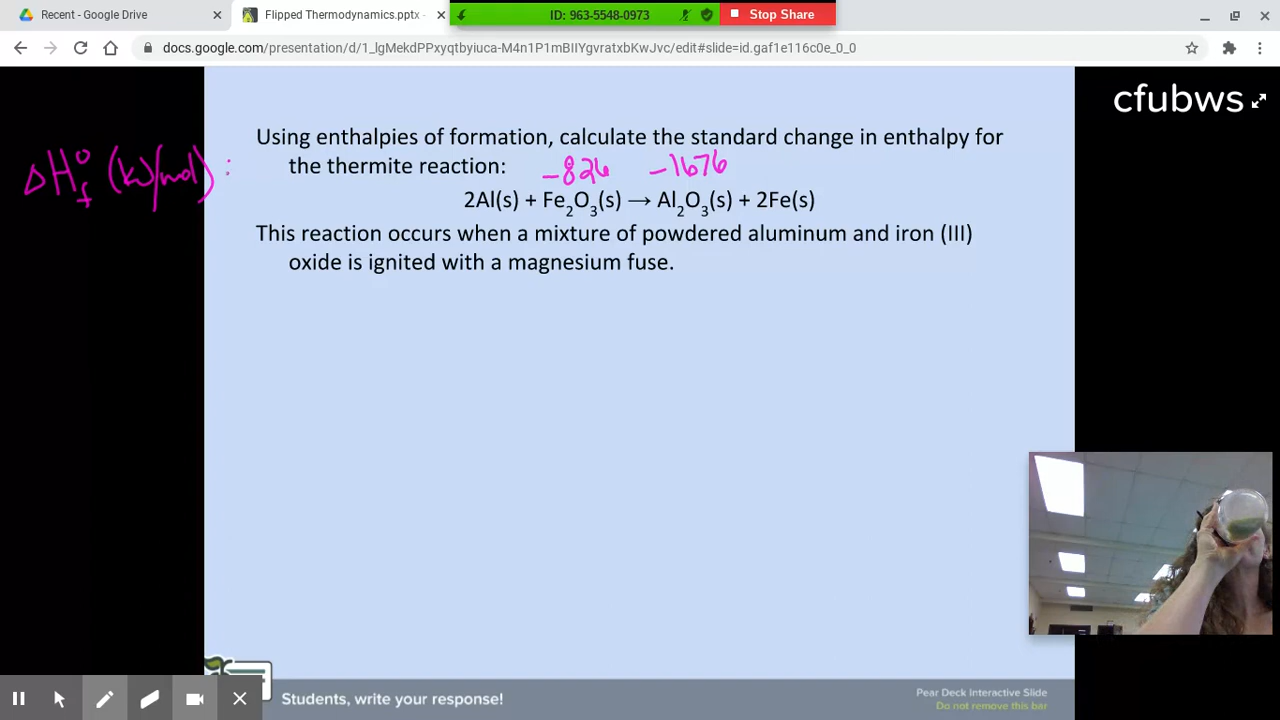 Recent - Google Drive
Flipped Thermodynamics.pptx -
ID: 963-5548-0973
Stop Share
docs.google.com/presentation/d/1_lgMekdPPxyqtbyiuca-M4n1P1mBIIYgvratxbKwJvc/edit#slide=id.gaf1e116c0e_0_0
cfubws
Using enthalpies of formation, calculate the standard change in enthalpy for
the thermite reaction:
ΔH°f (kJ/mol):
-826 -1676
2Al(s) + Fe₂O₃(s) → Al₂O₃(s) + 2Fe(s)
This reaction occurs when a mixture of powdered aluminum and iron (III)
oxide is ignited with a magnesium fuse.
Students, write your response!
Pear Deck Interactive Slide
Do not remove this bar